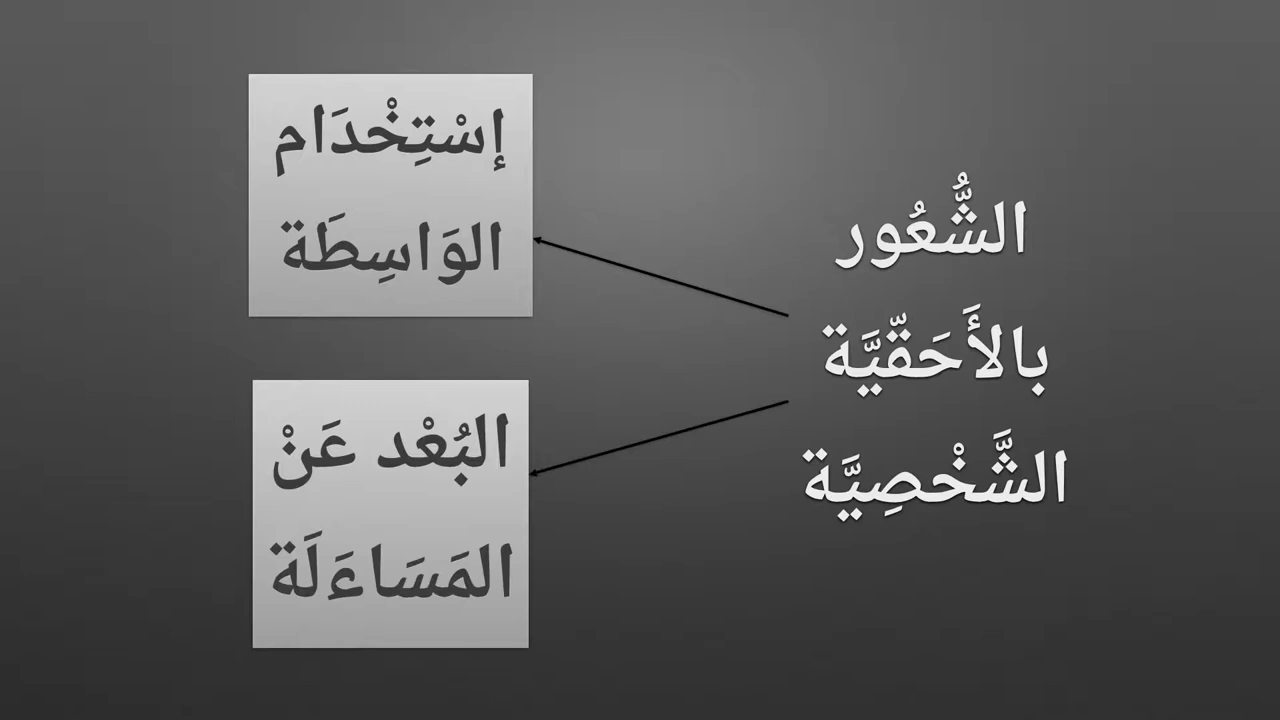 الشُّعُور
بالأَحَقّيَّة
الشَّخْصِيَّة
إسْتِخْدَام
الوَاسِطَة
البُعْد عَنْ
المَسَاءَلَة